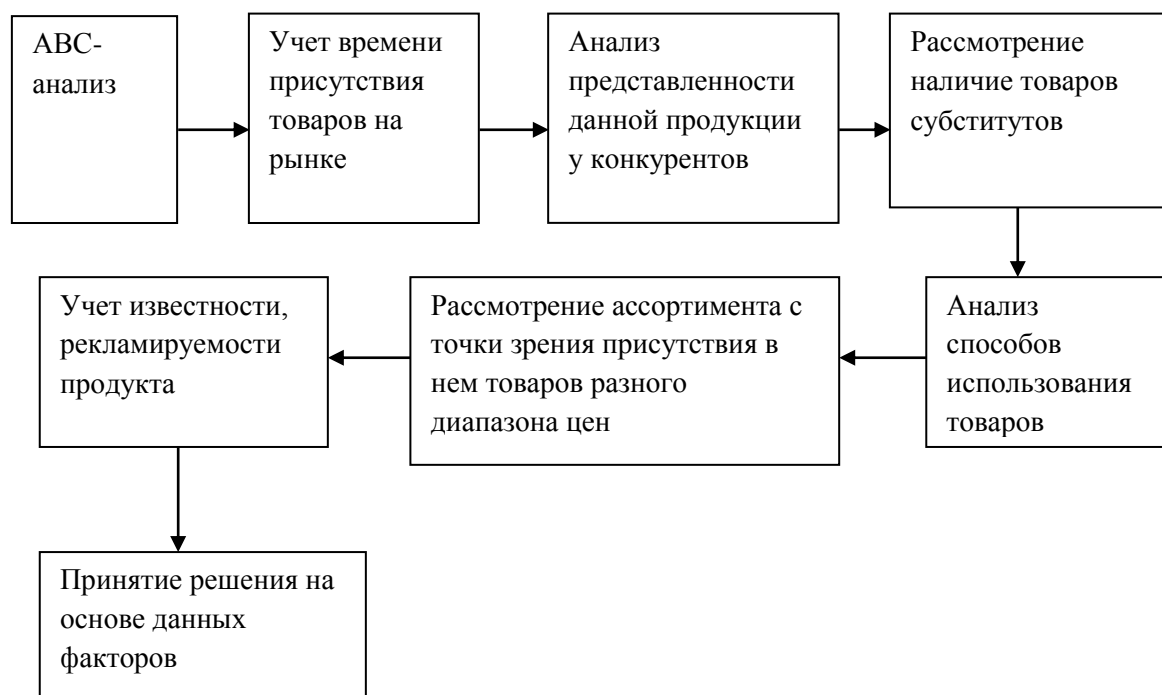 АВС-
анализ
Учет времени
присутствия
товаров на
рынке
Анализ
представленности
данной продукции
у конкурентов
Рассмотрение
наличие товаров
субститутов
Анализ
способов
использования
товаров
Рассмотрение ассортимента с
точки зрения присутствия в
нем товаров разного
диапазона цен
Учет известности,
рекламируемости
продукта
Принятие решения на
основе данных
факторов